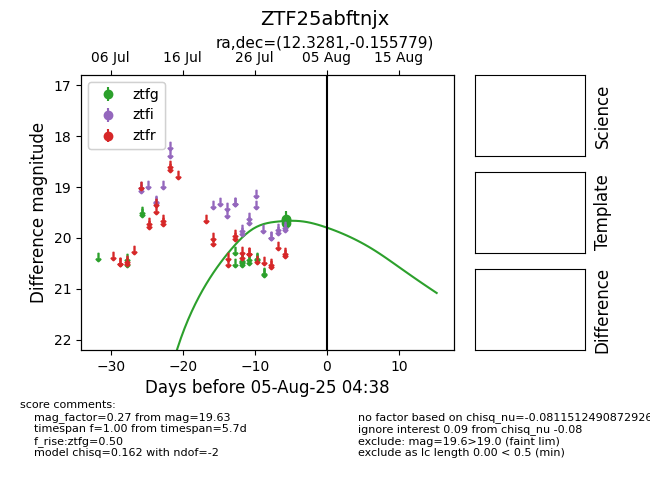 ZTF25abftnjx
ra,dec=(12.3281,-0.155779)
06 Jul 16 Jul 26 Jul 05 Aug 15 Aug
ztfg
ztfi
ztfr
17
18
19
20
21
22
Difference magnitude
−30 −20 −10 0 10
Days before 05-Aug-25 04:38
Science
Template
Difference
score comments:
mag_factor=0.27 from mag=19.63
timespan f=1.00 from timespan=5.7d
f_rise:ztfg=0.50
model chisq=0.162 with ndof=-2
no factor based on chisq_nu=-0.0811512490872926
ignore interest 0.09 from chisq_nu -0.08
exclude: mag=19.6>19.0 (faint lim)
exclude as lc length 0.00 < 0.5 (min)